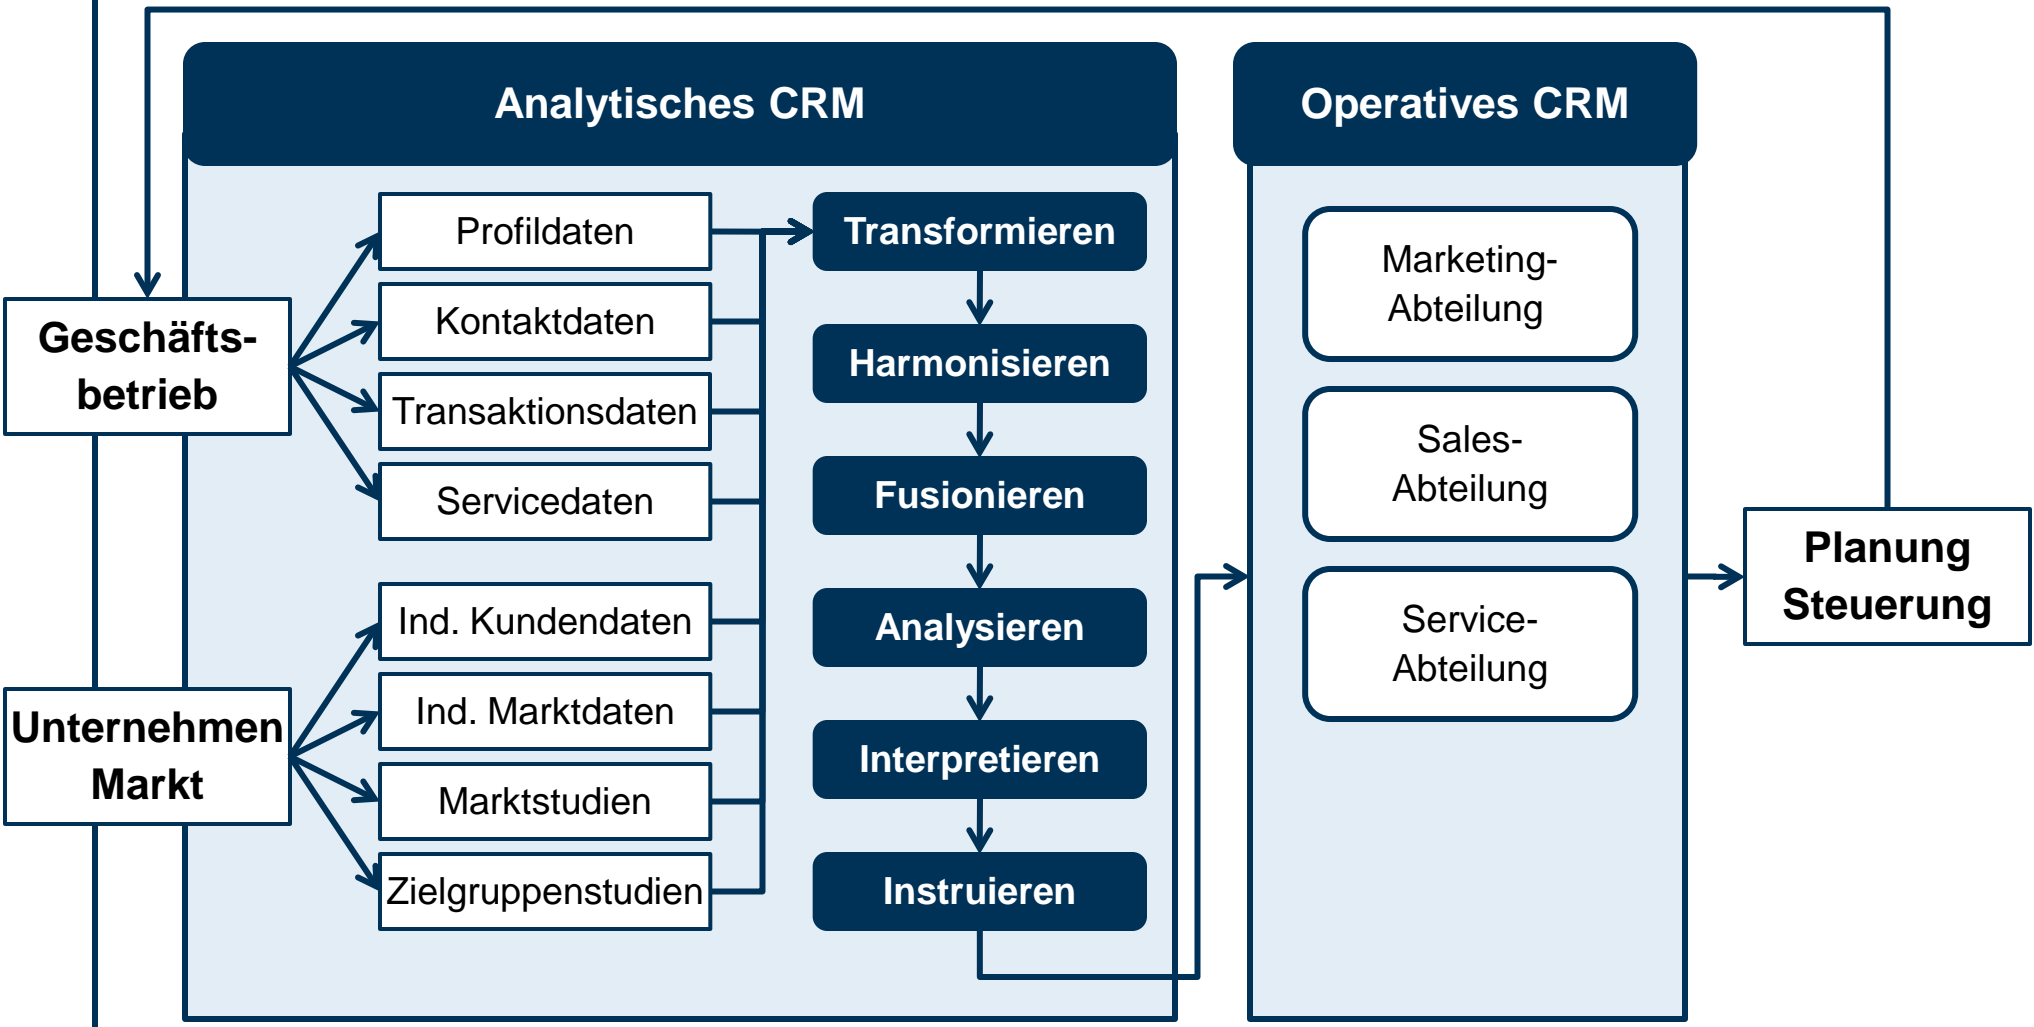 Analytisches CRM
Operatives CRM
Geschäfts-
betrieb
Unternehmen
Markt
Profildaten
Kontaktdaten
Transaktionsdaten
Servicedaten
Ind. Kundendaten
Ind. Marktdaten
Marktstudien
Zielgruppenstudien
Transformieren
Harmonisieren
Fusionieren
Analysieren
Interpretieren
Instruieren
Marketing-
Abteilung
Sales-
Abteilung
Service-
Abteilung
Planung
Steuerung